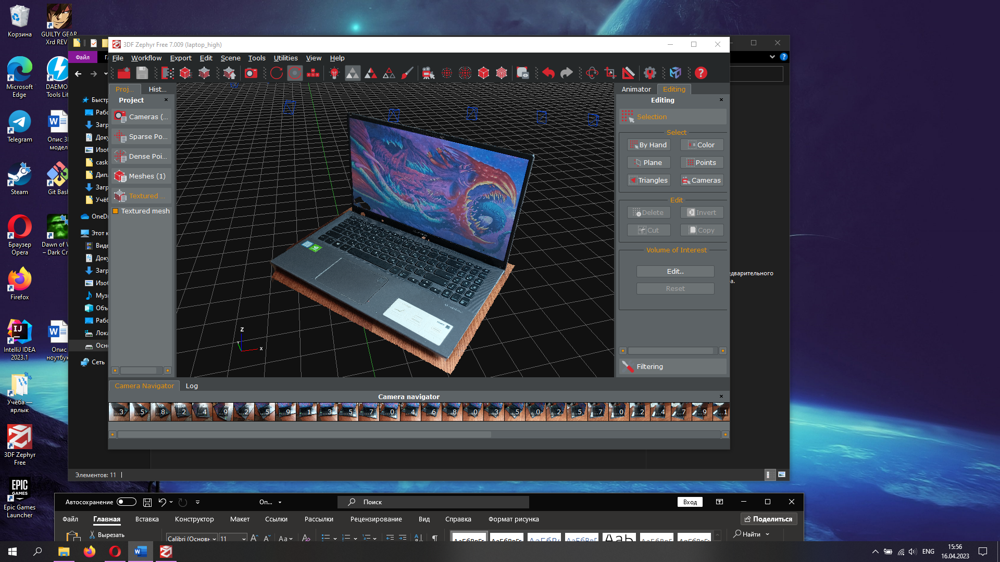 Корзина
GUILTY GEAR
Xrd REV
Microsoft
Edge
DAEMO
Tools Lit
Telegram
Опис 3
модел
Steam
Git Bash
Браузер
Opera
Dawn of W
– Dark Cr
Firefox
IntelliJ IDEA
2023.1
Опис
ноутбук
Учёба —
ярлык
3DF Zephyr
Free
EPIC
GAMES
Epic Games
Launcher
Файл
Быстр
Рабо
Загр
Доку
Изоб
cask
Дипл
Загр
Учёб
OneDr
Этот к
Виде
Доку
Загр
Изоб
Музы
Объ
Рабо
Лока
Осно
Сеть
едварительного
а.
Элементов: 11
3DF Zephyr Free 7.009 (laptop_high)
File Workflow Export Edit Scene Tools Utilities View Help
Proj... Hist...
Project
Cameras (...
Sparse Po...
Dense Poi...
Meshes (1)
Textured ...
Textured mesh
Z
Y
X
Animator Editing
Editing
Selection
Select
By Hand Color
Plane Points
Triangles Cameras
Edit
Delete Invert
Cut Copy
Volume of Interest
Edit..
Reset
Filtering
Camera Navigator Log
Camera navigator
...3 ...5 ...8 ...2 ...4 ...9 ...2 ...5 ...9 ...1 ...3 ...5 ...7 ...0 ...4 ...6 ...8 ...0 ...3 ...5 ...0 ...2 ...5 ...7 ...0 ...2 ...4 ...7 ...9 ...1
Автосохранение Оп... Поиск Вход
Файл Главная Вставка Конструктор Макет Ссылки Рассылки Рецензирование Вид Справка Формат рисунка Поделиться
Вырезать Calibri (Основн 11 Aa Найти
ENG 15:56
16.04.2023